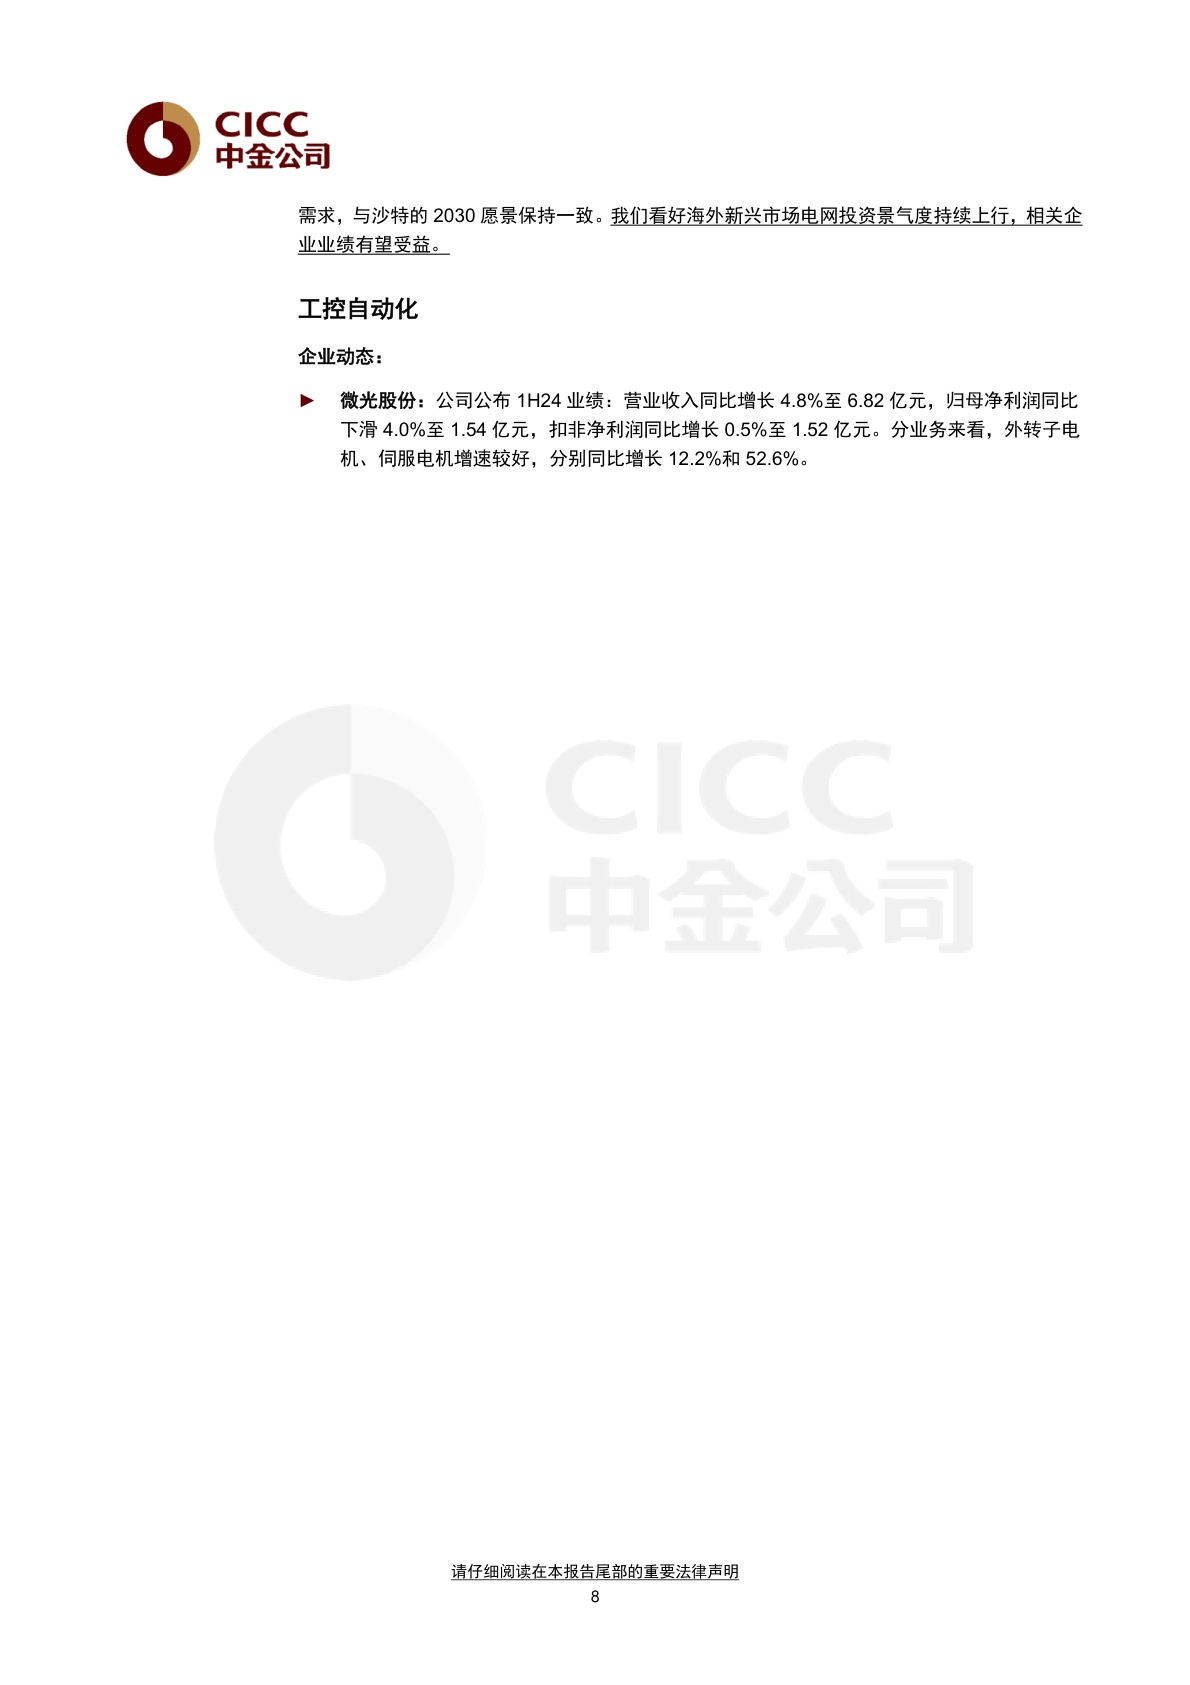 CICC
中金公司
需求，与沙特的 2030 愿景保持一致。我们看好海外新兴市场电网投资景气度持续上行，相关企
业业绩有望受益。
工控自动化
企业动态：
► 微光股份：公司公布 1H24 业绩：营业收入同比增长 4.8%至 6.82 亿元，归母净利润同比
下滑 4.0%至 1.54 亿元，扣非净利润同比增长 0.5%至 1.52 亿元。分业务来看，外转子电
机、伺服电机增速较好，分别同比增长 12.2%和 52.6%。
CICC
中金公司
请仔细阅读在本报告尾部的重要法律声明
8